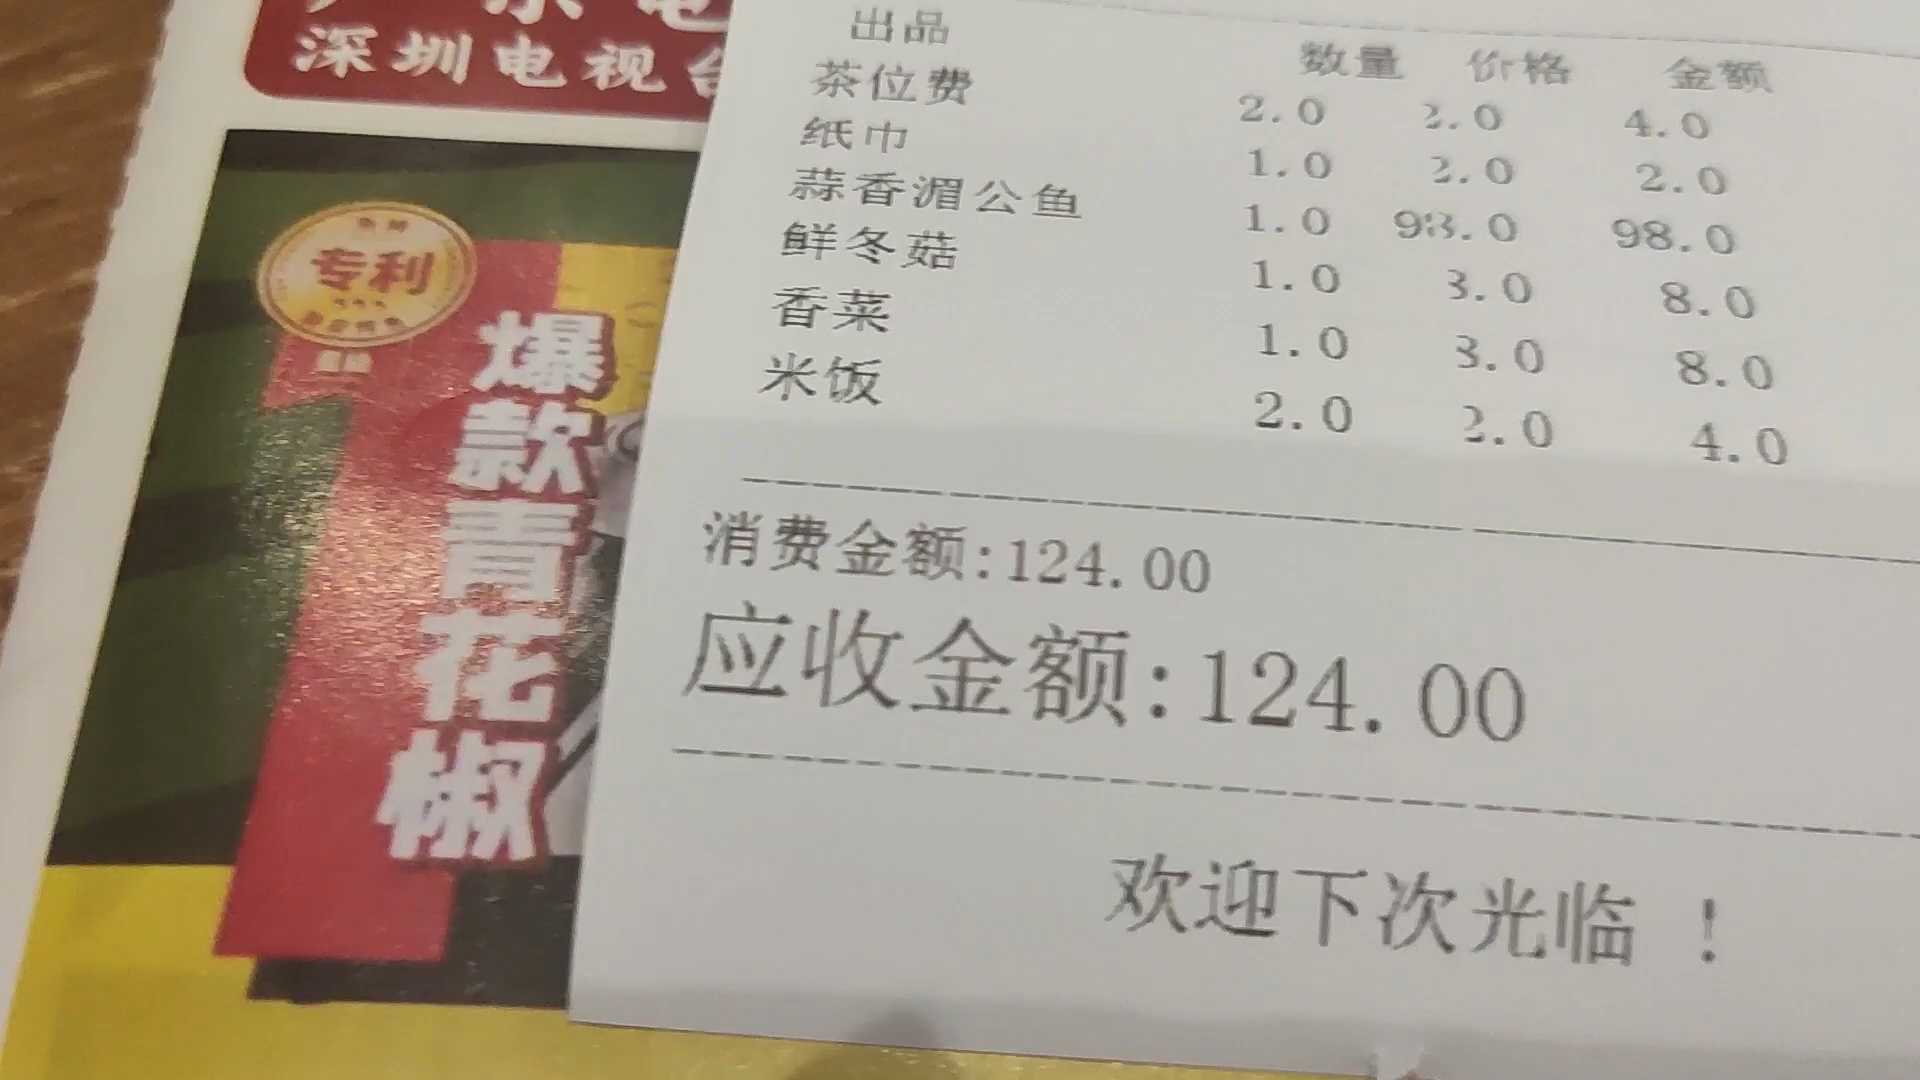 深圳电视台
专利
爆款青花椒
出品 数量 价格 金额
茶位费 2.0 2.0 4.0
纸巾 1.0 2.0 2.0
蒜香湄公鱼 1.0 98.0 98.0
鲜冬菇 1.0 8.0 8.0
香菜 1.0 8.0 8.0
米饭 2.0 2.0 4.0
消费金额:124.00
应收金额:124.00
欢迎下次光临 !